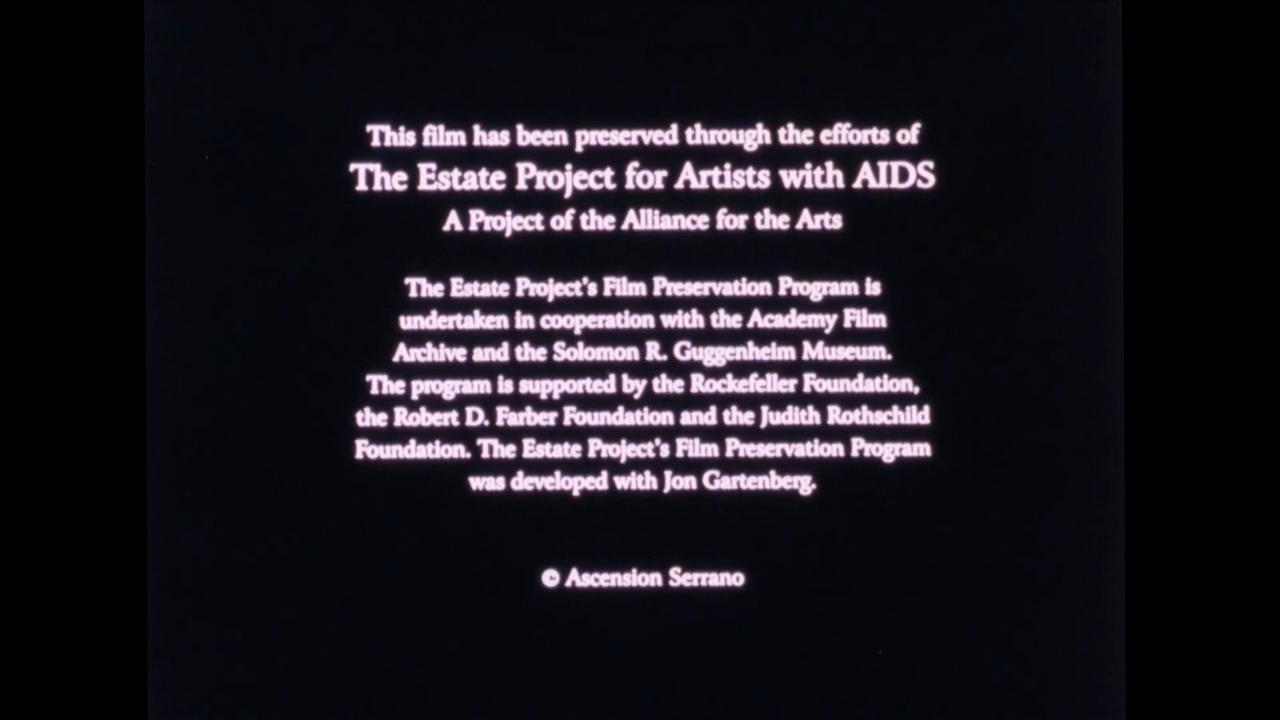 This film has been preserved through the efforts of
The Estate Project for Artists with AIDS
A Project of the Alliance for the Arts
The Estate Project's Film Preservation Program is
undertaken in cooperation with the Academy Film
Archive and the Solomon R. Guggenheim Museum.
The program is supported by the Rockefeller Foundation,
the Robert D. Farber Foundation and the Judith Rothschild
Foundation. The Estate Project's Film Preservation Program
was developed with Jon Gartenberg.
© Ascension Serrano